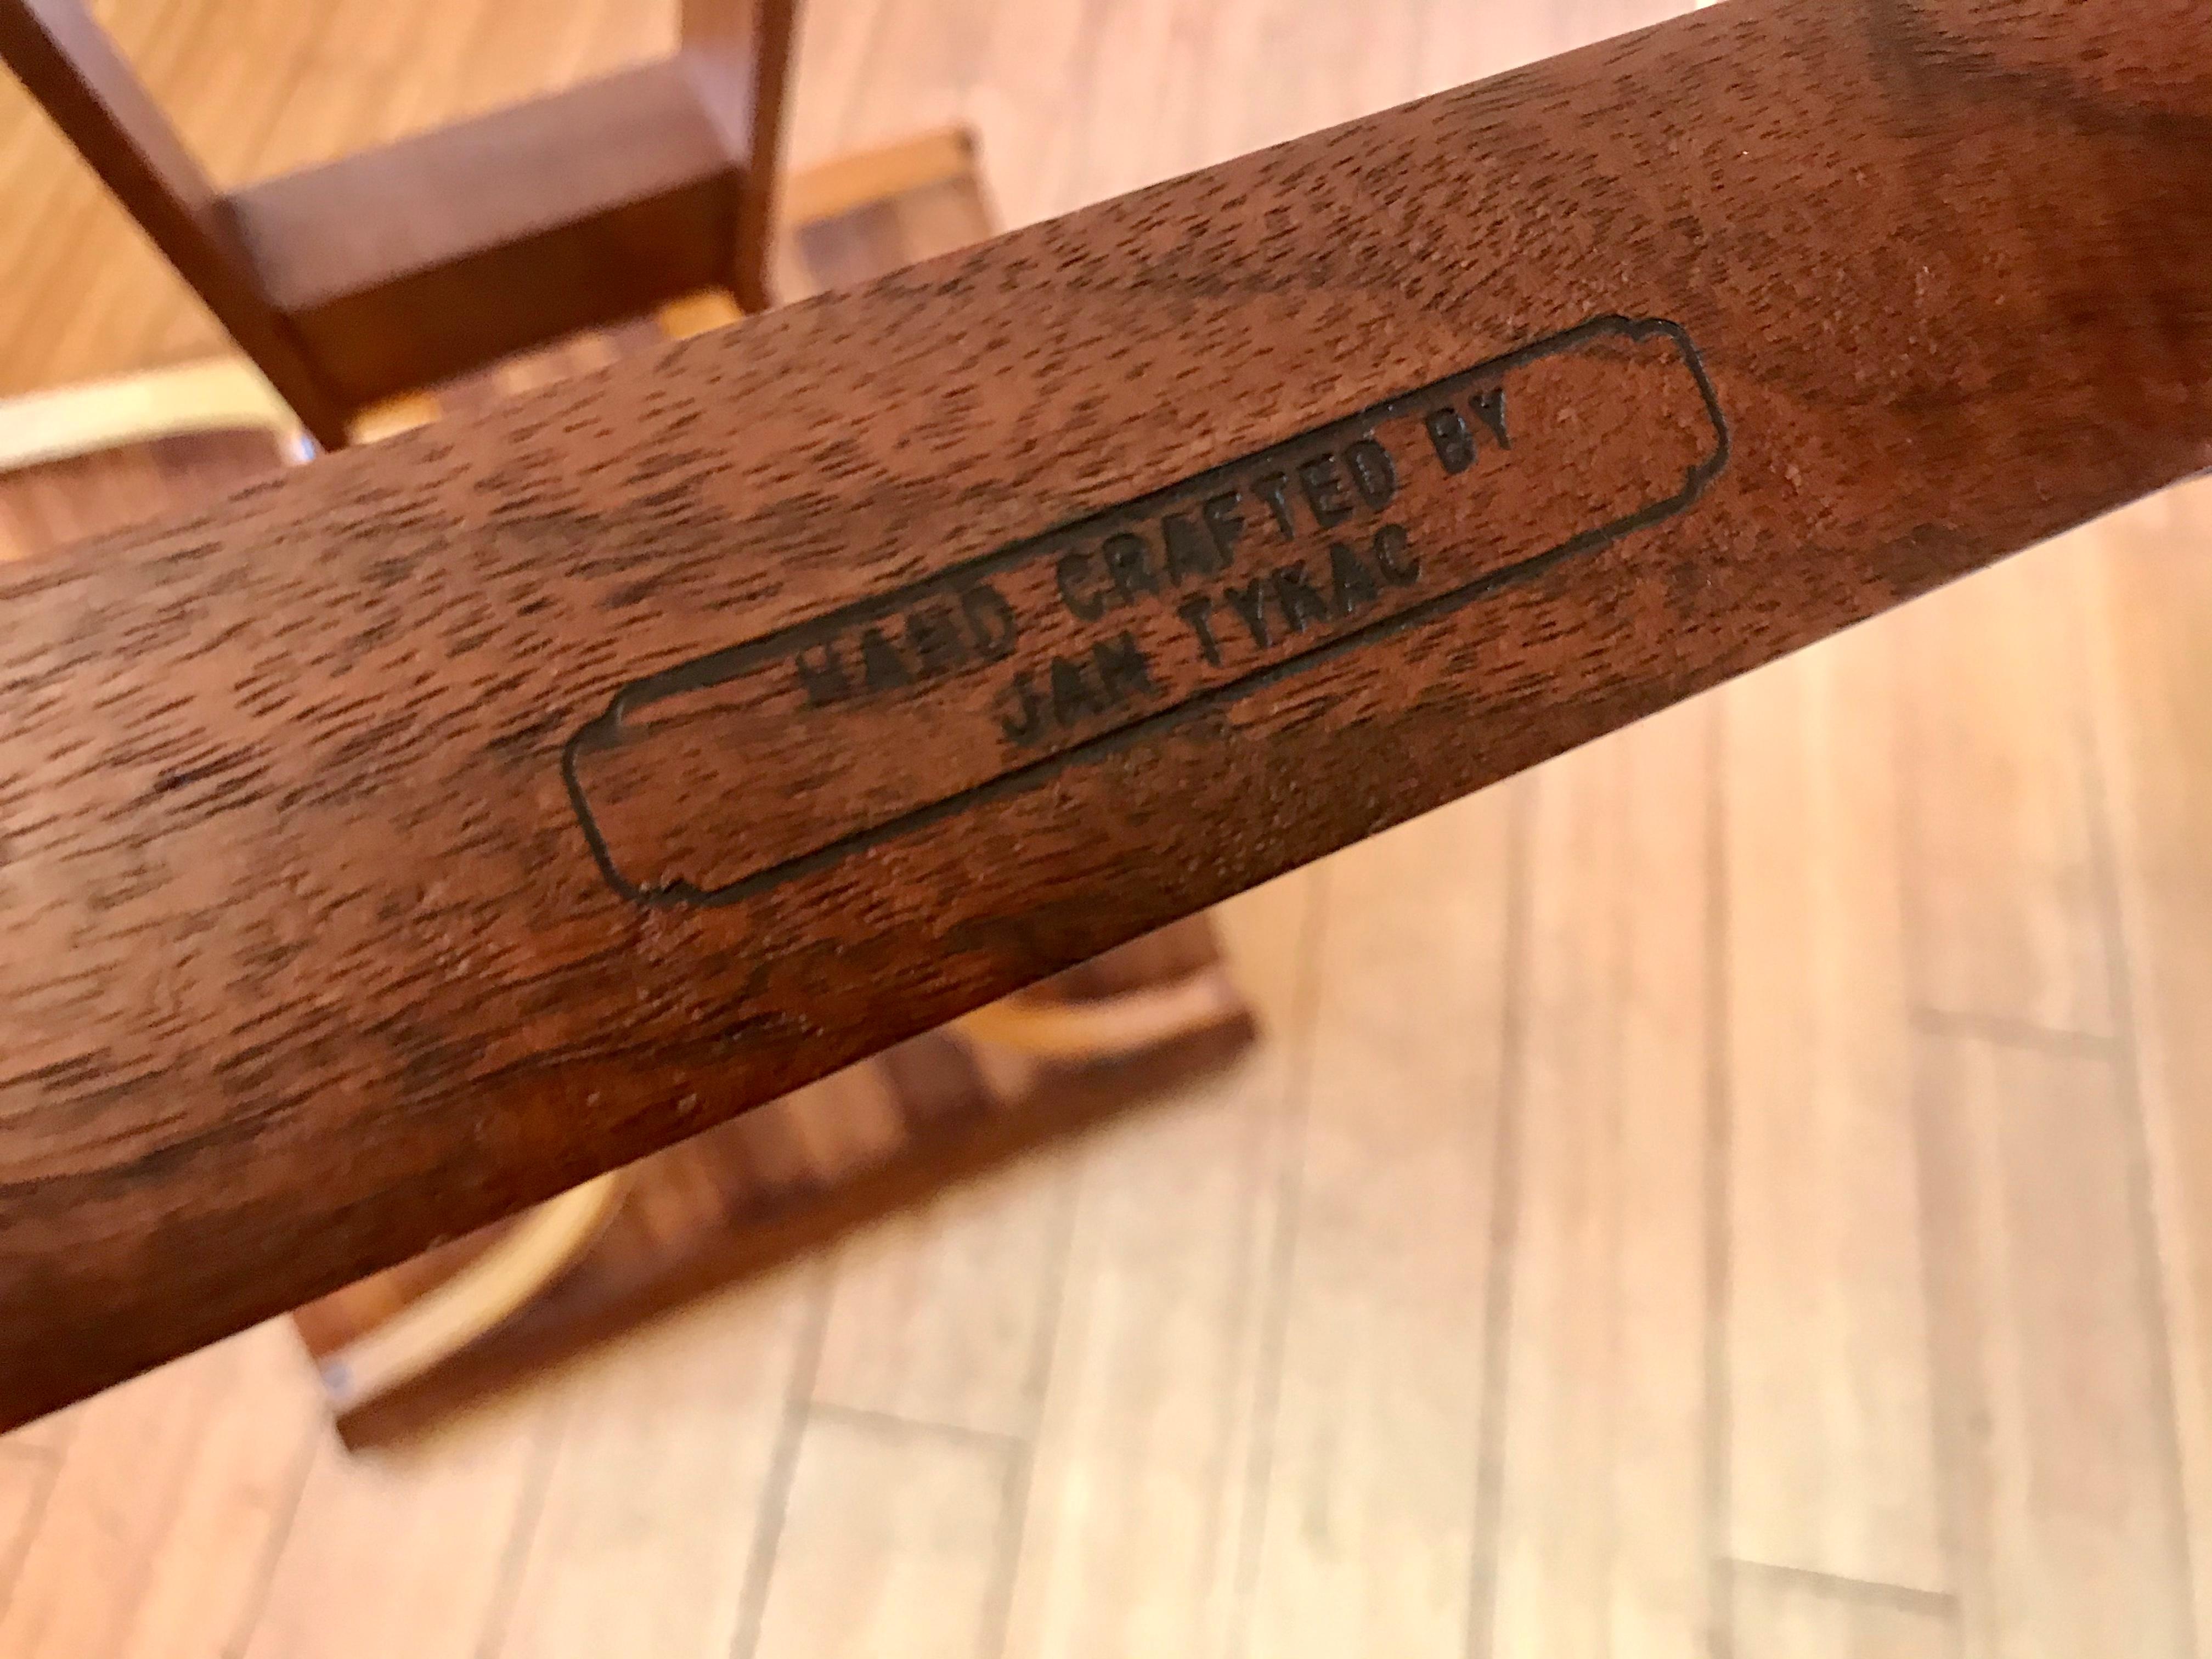 HAND CRAFTED BY
JAN TYKAC